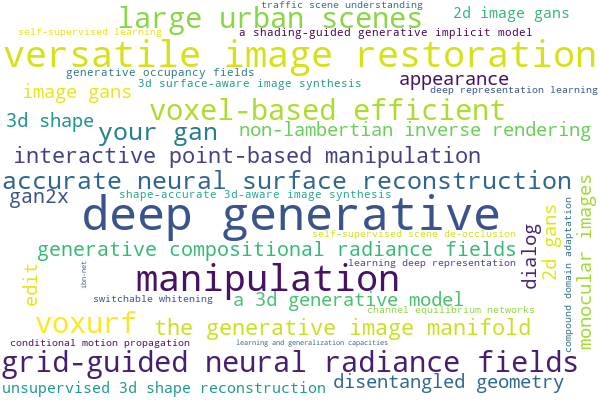 traffic scene understanding
large urban scenes
2d image gans
self-supervised learning
a shading-guided generative implicit model
versatile image restoration
generative occupancy fields
3d surface-aware image synthesis
appearance
image gans
deep representation learning
voxel-based efficient
3d shape
your gan
non-lambertian inverse rendering
interactive point-based manipulation
accurate neural surface reconstruction
gan2x
shape-accurate 3d-aware image synthesis
deep generative
self-supervised scene de-occlusion
generative compositional radiance fields
dialog
2d gans
compound domain adaptation
monocular images
edit
ibn-net
learning deep representation
manipulation
switchable whitening
a 3d generative model
channel equilibrium networks
voxurf
the generative image manifold
conditional motion propagation
learning and generalization capacities
grid-guided neural radiance fields
unsupervised 3d shape reconstruction
disentangled geometry